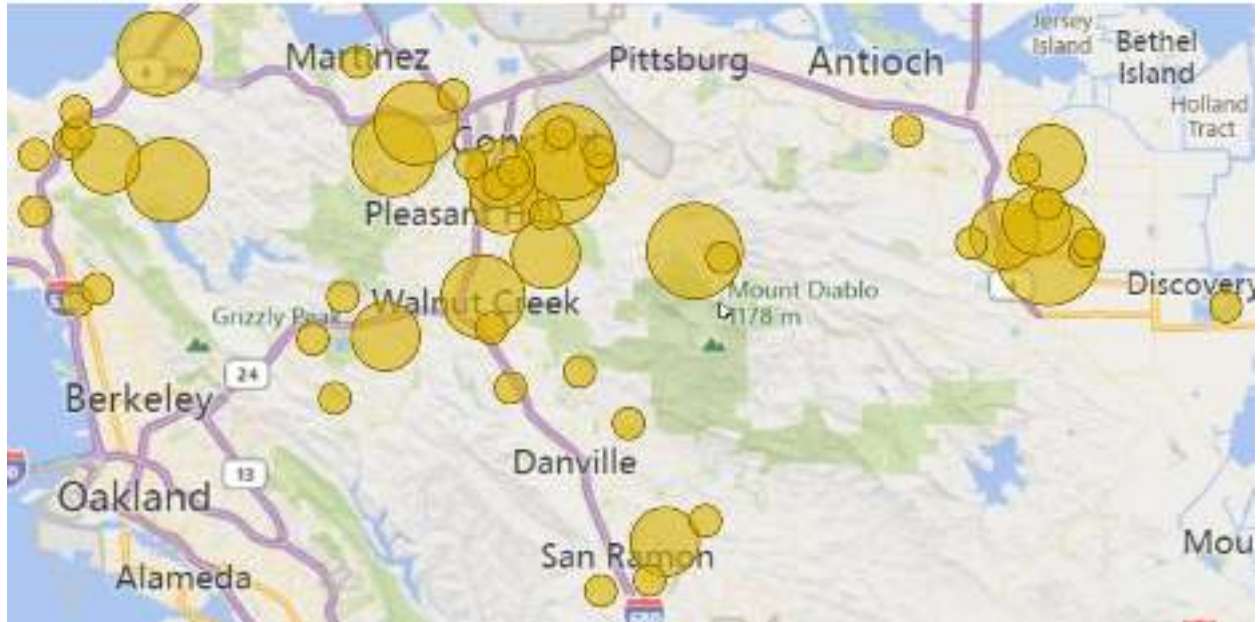 Jersey
Island
Bethel
Island
Martinez
Pittsburg
Antioch
4
Holland
Tract
Pleasant
Discovery
Mount Diablo
1178 m
Walnut Creek
Grizzly Peak
24
Berkeley
Danville
13
Oakland
San Ramon
Mou
Alameda